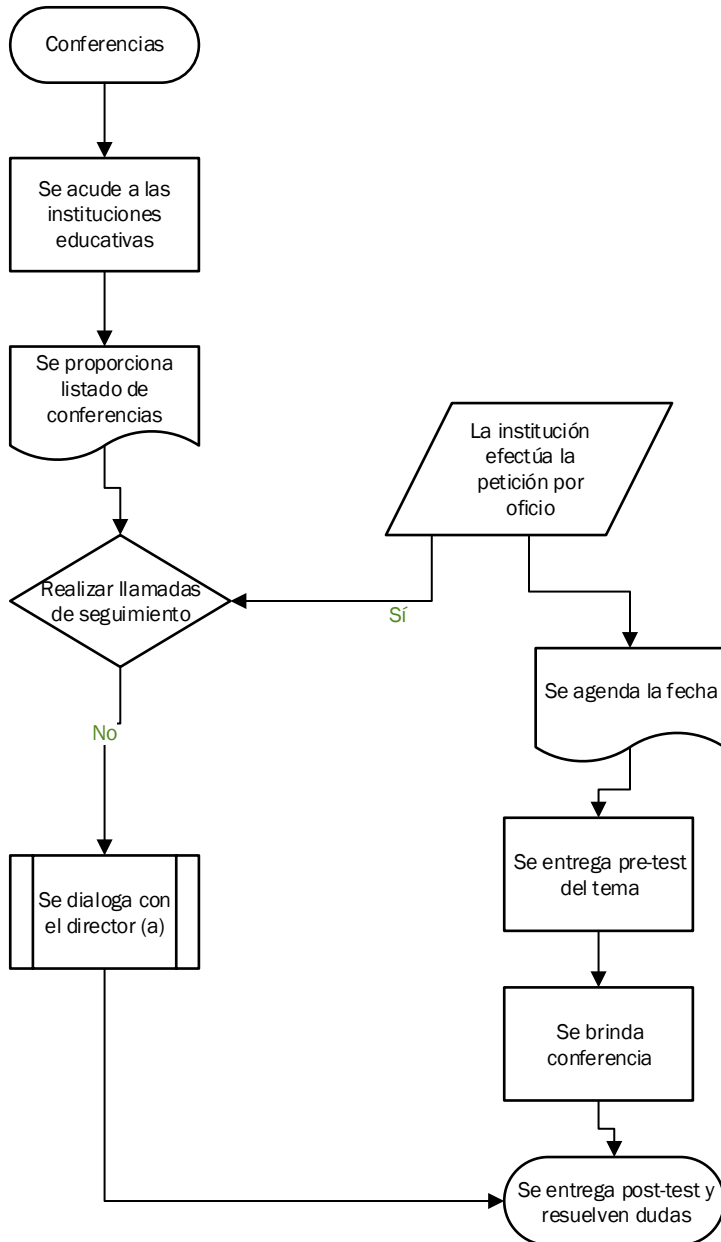 Conferencias
Se acude a las
instituciones
educativas
Se proporciona
listado de
conferencias
La institución
efectúa la
petición por
oficio
Realizar llamadas
de seguimiento
Sí
No
Se agenda la fecha
Se entrega pre-test
del tema
Se dialoga con
el director (a)
Se brinda
conferencia
Se entrega post-test y
resuelven dudas